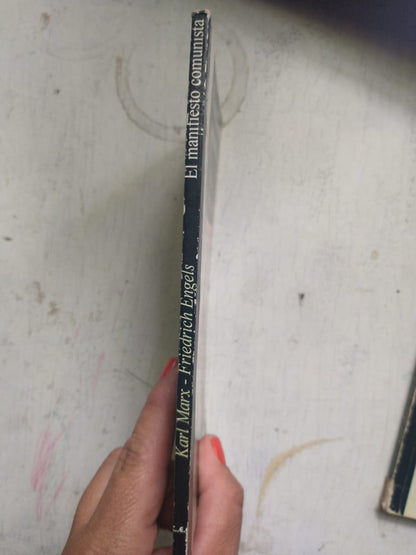 Karl Marx - Friedrich Engels
El manifiesto comunista